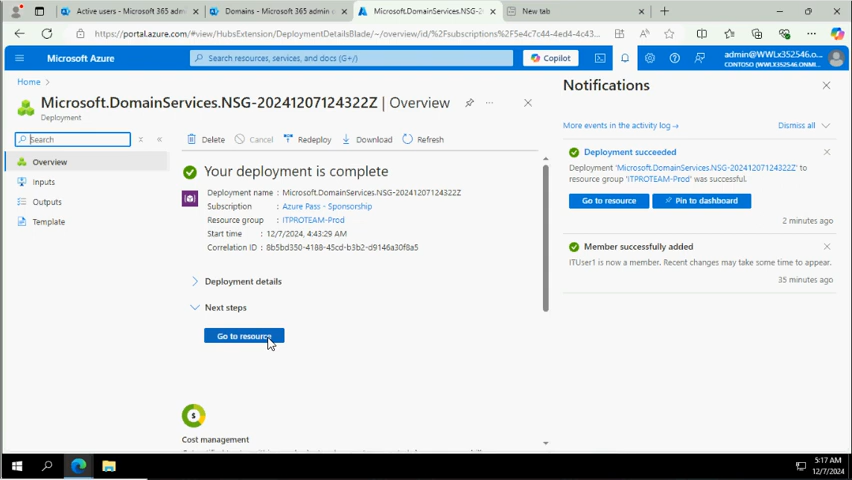 Active users - Microsoft 365 adm
Domains - Microsoft 365 admin c
Microsoft.DomainServices.NSG-2
New tab
https://portal.azure.com/#view/HubsExtension/DeploymentDetailsBlade/~/overview/id/%2Fsubscriptions%2F5e4c7c44-4ed4-4c43...
Microsoft Azure
Search resources, services, and docs (G+/)
Copilot
admin@WWLx352546.o...
CONTOSO (WWLX352546.ONMI...
Home >
Microsoft.DomainServices.NSG-20241207124322Z | Overview
Deployment
Search
Overview
Inputs
Outputs
Template
Delete
Cancel
Redeploy
Download
Refresh
Your deployment is complete
Deployment name : Microsoft.DomainServices.NSG-20241207124322Z
Subscription : Azure Pass - Sponsorship
Resource group : ITPROTEAM-Prod
Start time : 12/7/2024, 4:43:29 AM
Correlation ID : 8b5bd350-4188-45cd-b3b2-d9146a30f8a5
Deployment details
Next steps
Go to resource
Cost management
Notifications
More events in the activity log →
Dismiss all
Deployment succeeded
Deployment 'Microsoft.DomainServices.NSG-20241207124322Z' to
resource group 'ITPROTEAM-Prod' was successful.
Go to resource
Pin to dashboard
2 minutes ago
Member successfully added
ITUser1 is now a member. Recent changes may take some time to appear.
35 minutes ago
5:17 AM
12/7/2024